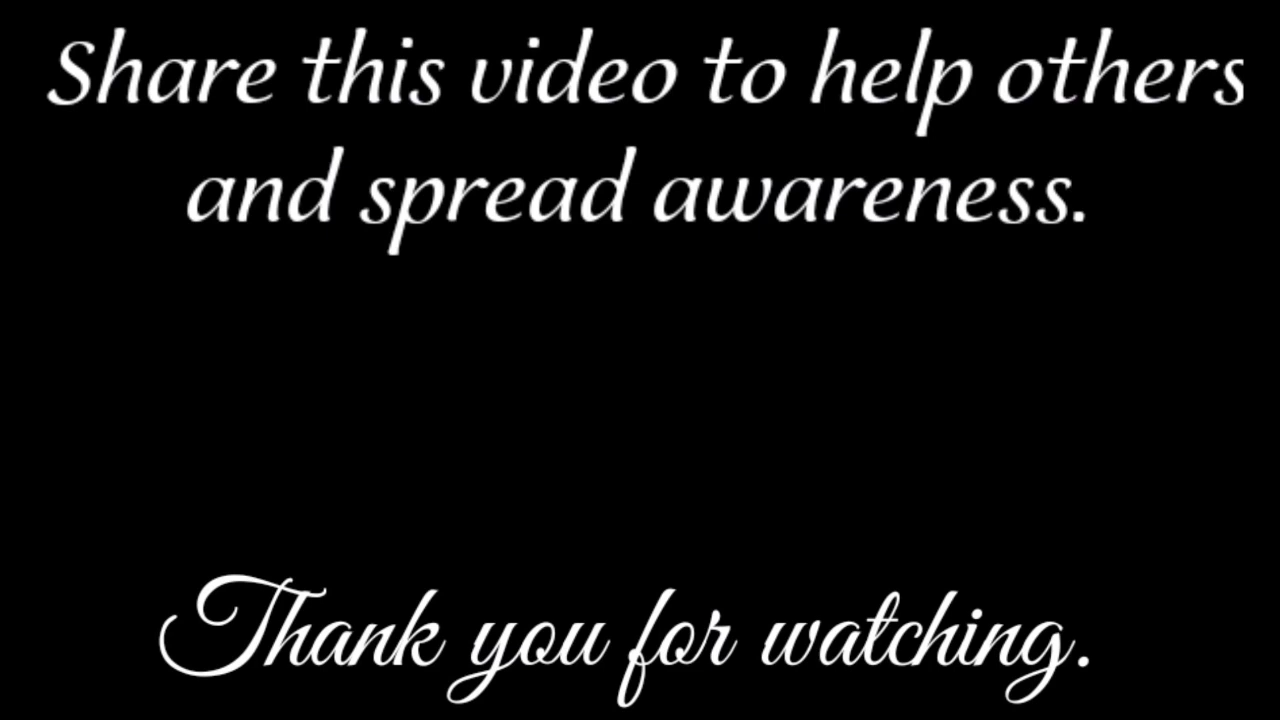 Share this video to help others
and spread awareness.
Thank you for watching.